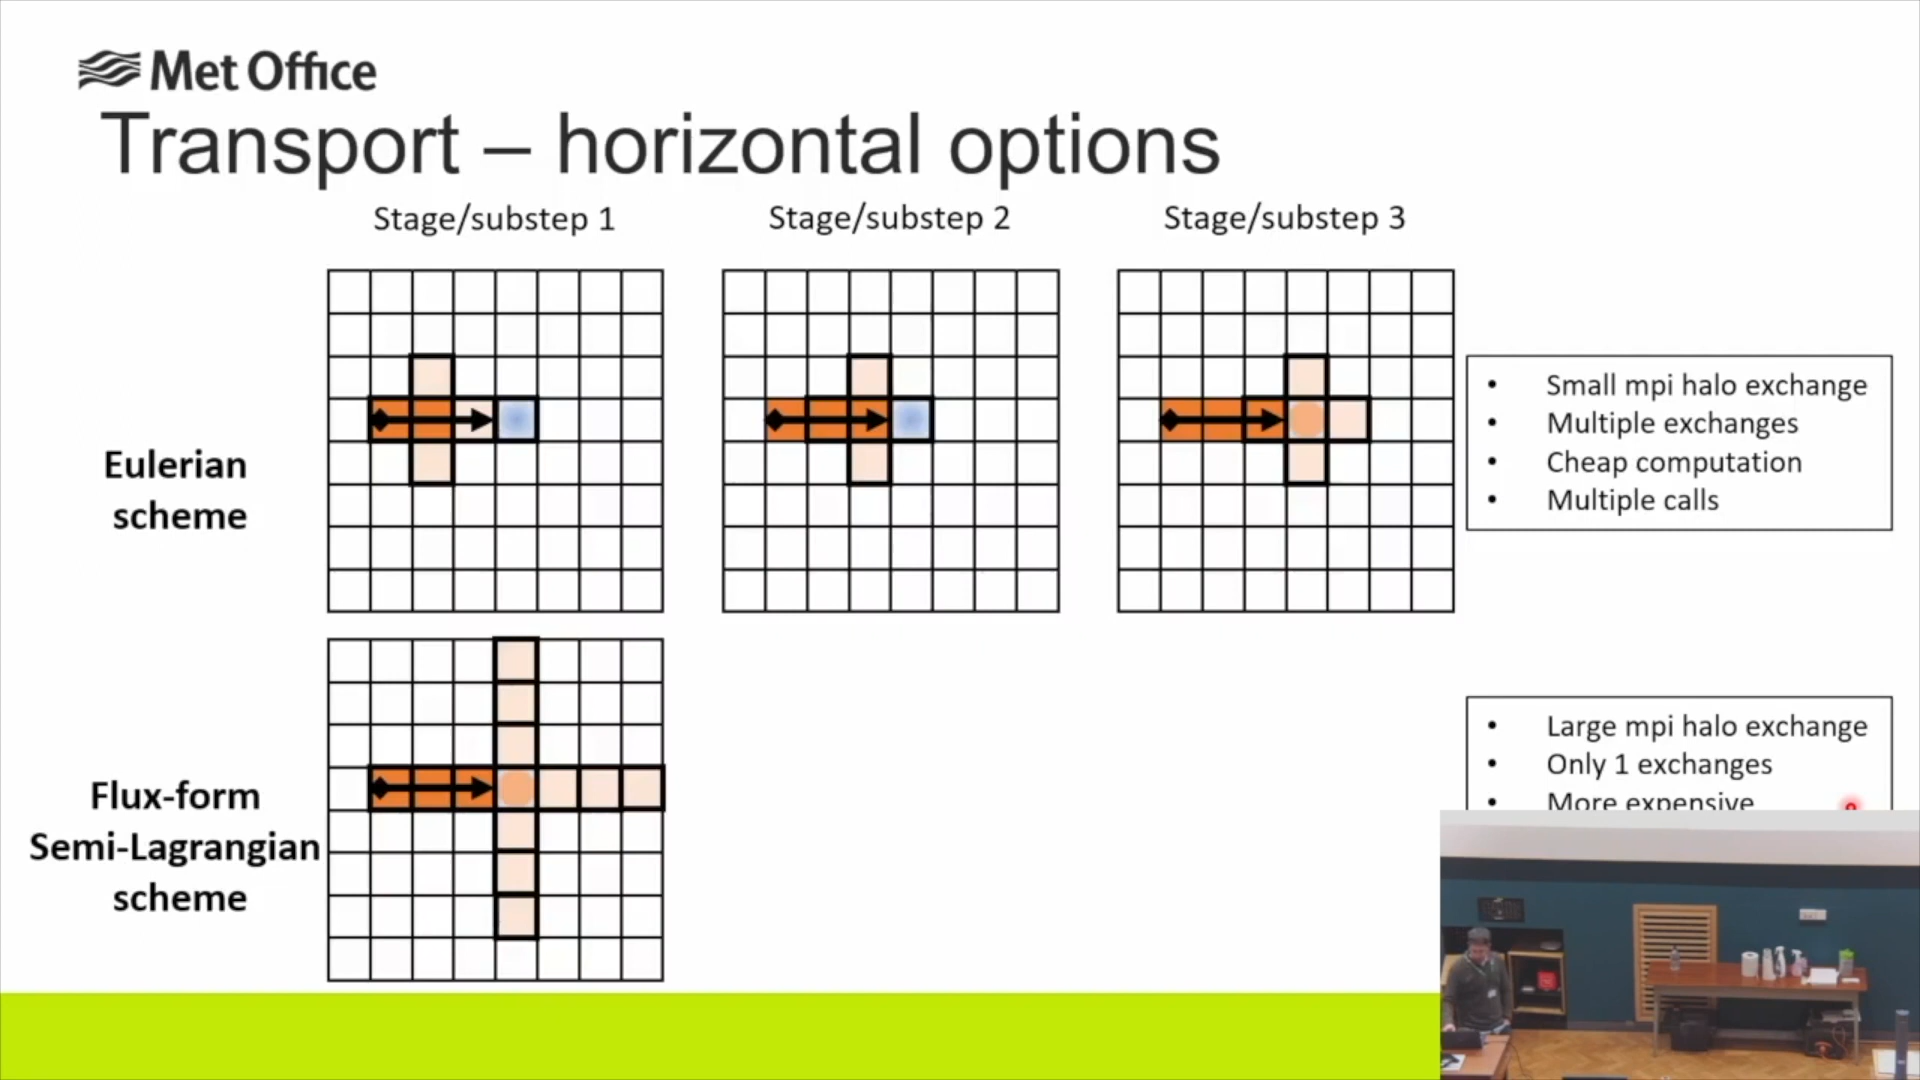 Met Office
Transport – horizontal options
Stage/substep 1
Stage/substep 2
Stage/substep 3
Eulerian
scheme
• Small mpi halo exchange
• Multiple exchanges
• Cheap computation
• Multiple calls
Flux-form
Semi-Lagrangian
scheme
• Large mpi halo exchange
• Only 1 exchanges
• More expensive